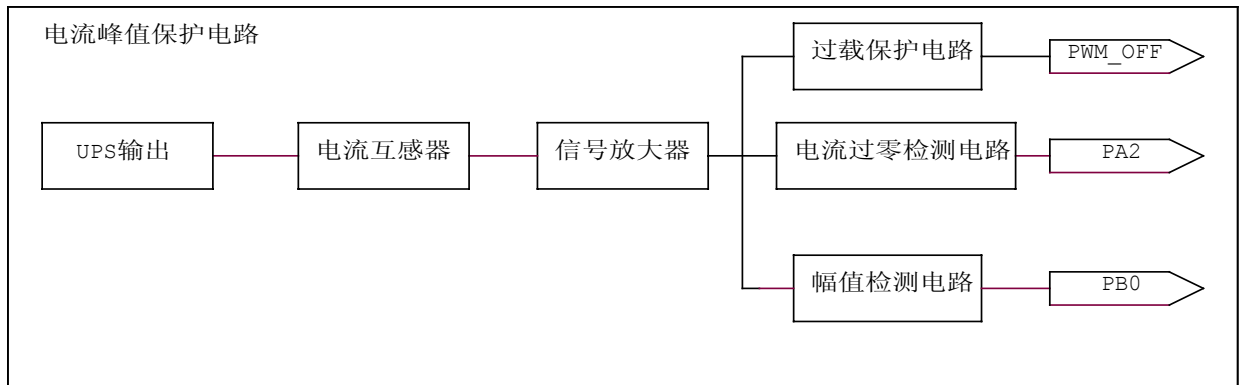 电流峰值保护电路
过载保护电路
PWM_OFF
UPS输出
电流互感器
信号放大器
电流过零检测电路
PA2
幅值检测电路
PB0